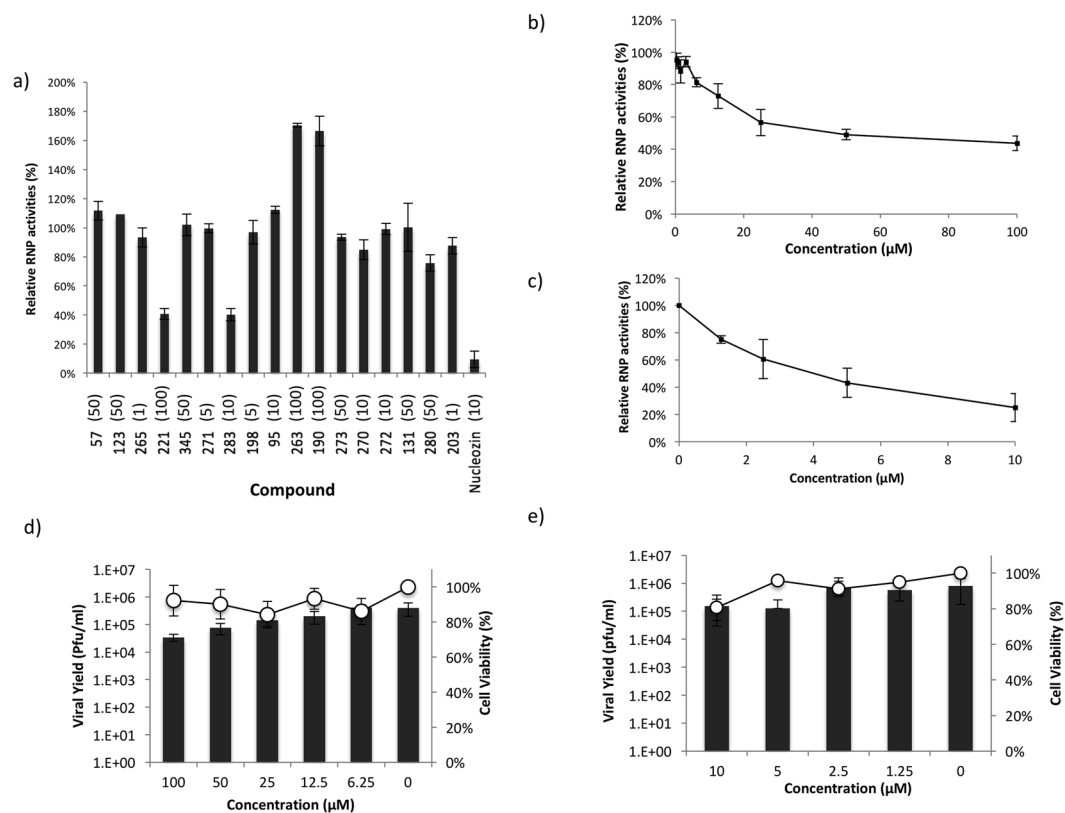 a)
Relative RNP activities (%)
200%
180%
160%
140%
120%
100%
80%
60%
40%
20%
0%
57 (50)
123 (50)
265 (1)
221 (100)
345 (50)
271 (5)
283 (10)
198 (5)
95 (10)
263 (100)
190 (100)
273 (50)
270 (10)
272 (10)
131 (50)
280 (50)
203 (1)
Nucleozin (10)
Compound
b)
Relative RNP activities (%)
120%
100%
80%
60%
40%
20%
0%
0 20 40 60 80 100
Concentration (μM)
c)
Relative RNP activities (%)
120%
100%
80%
60%
40%
20%
0%
0 2 4 6 8 10
Concentration (μM)
d)
Viral Yield (Pfu/ml)
1.E+07
1.E+06
1.E+05
1.E+04
1.E+03
1.E+02
1.E+01
1.E+00
100%
80%
60%
40%
20%
0%
Cell Viability (%)
100 50 25 12.5 6.25 0
Concentration (μM)
e)
Viral Yield (pfu/ml)
1.E+07
1.E+06
1.E+05
1.E+04
1.E+03
1.E+02
1.E+01
1.E+00
100%
80%
60%
40%
20%
0%
Cell Viability (%)
10 5 2.5 1.25 0
Concentration (μM)